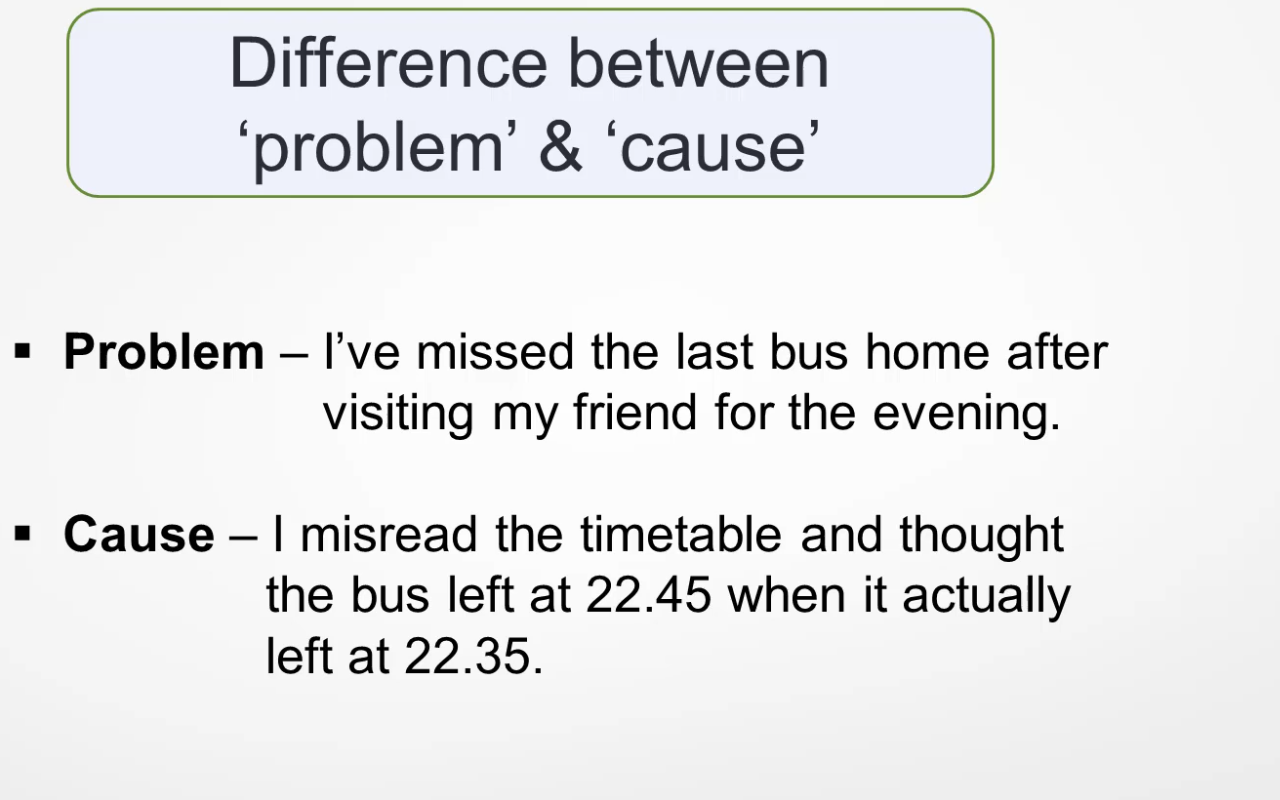 Difference between
‘problem’ & ‘cause’
▪ Problem – I’ve missed the last bus home after
visiting my friend for the evening.
▪ Cause – I misread the timetable and thought
the bus left at 22.45 when it actually
left at 22.35.